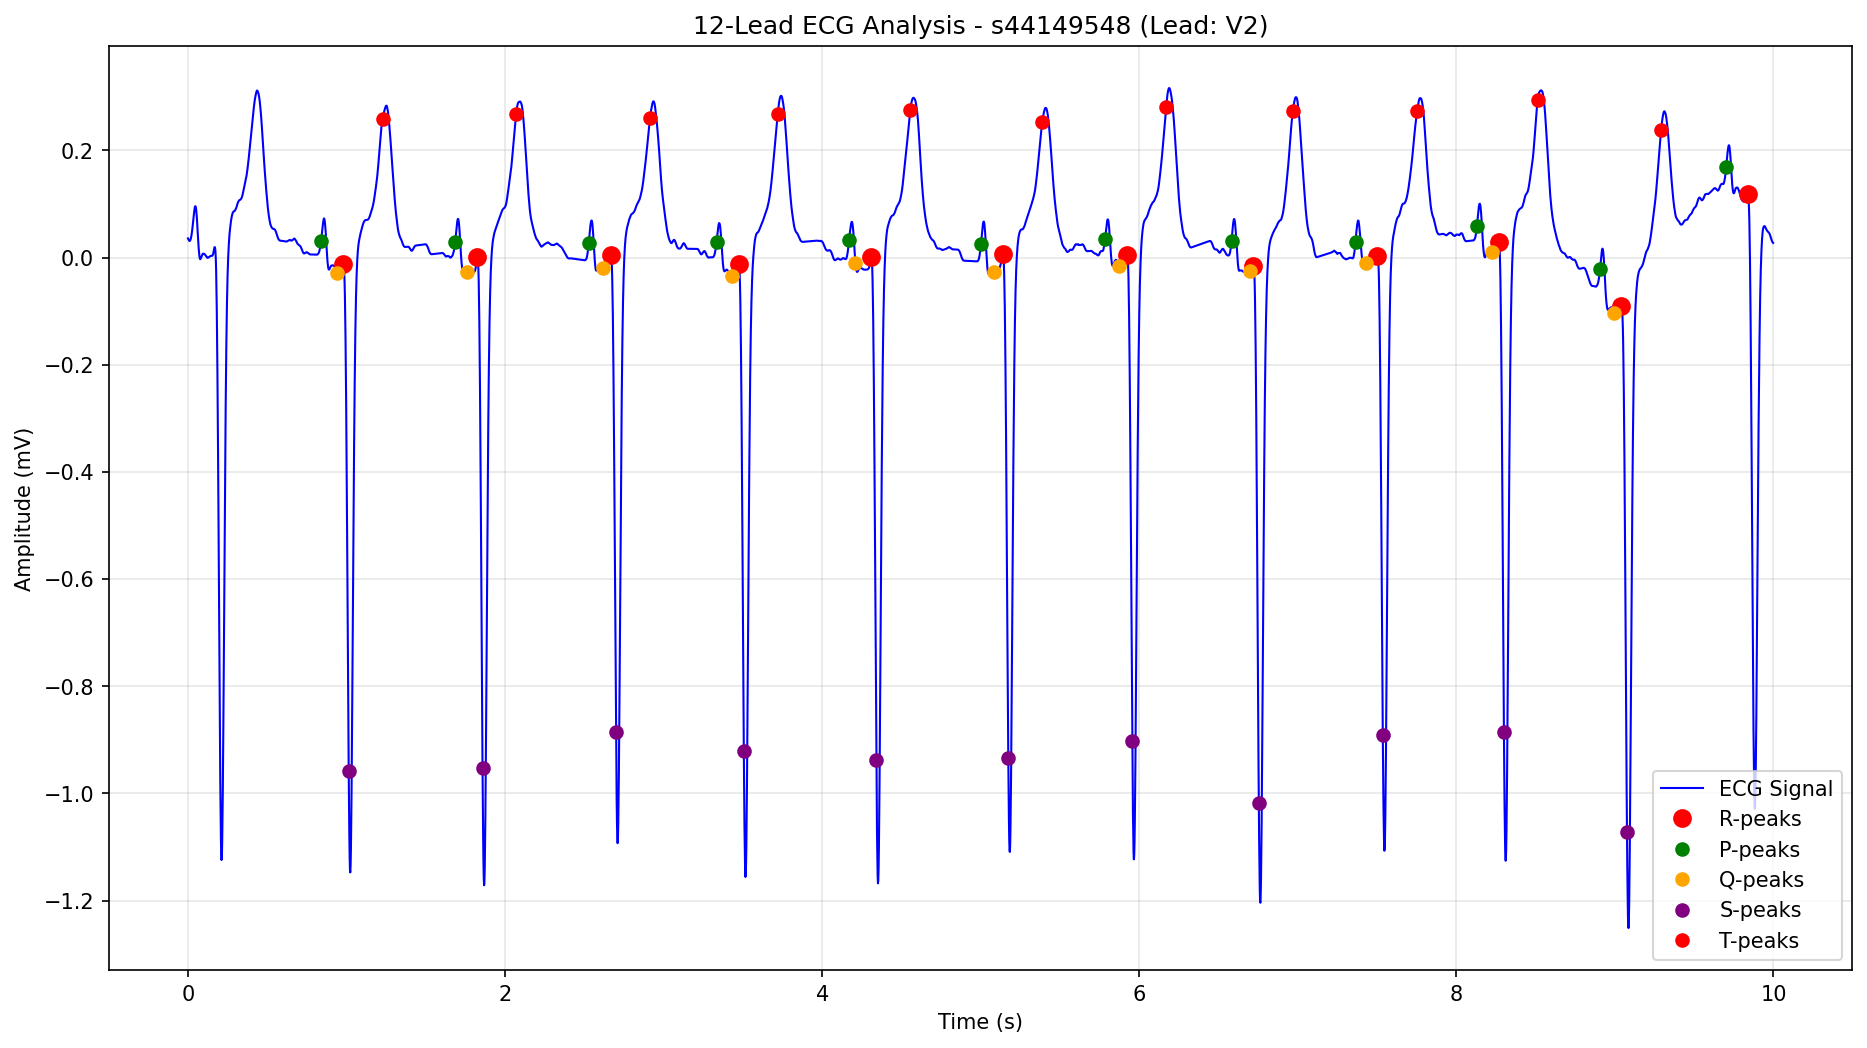 12-Lead ECG Analysis - s44149548 (Lead: V2)
Amplitude (mV)
0.2
0.0
−0.2
−0.4
−0.6
−0.8
−1.0
−1.2
ECG Signal
R-peaks
P-peaks
Q-peaks
S-peaks
T-peaks
0 2 4 6 8 10
Time (s)